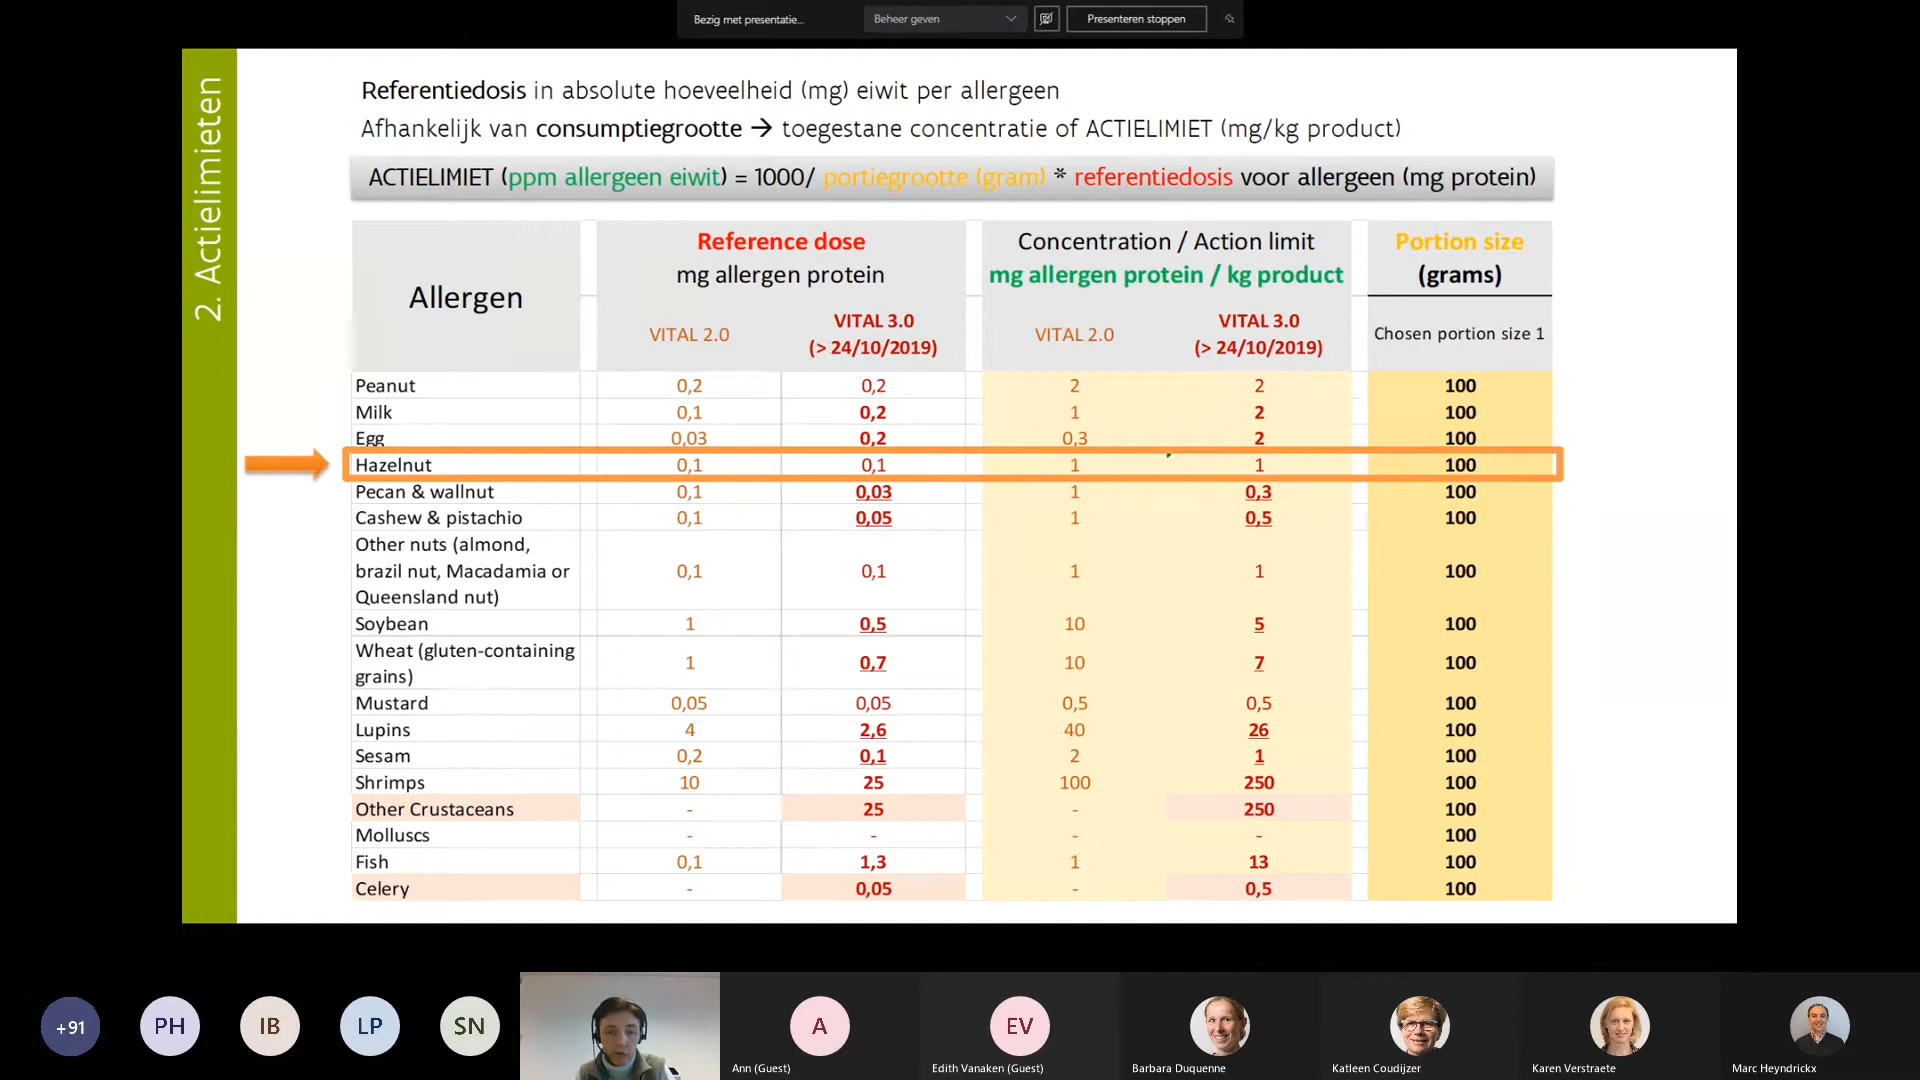 Bezig met presentatie...
Beheer geven
Presenteren stoppen
2. Actielimieten
Referentiedosis in absolute hoeveelheid (mg) eiwit per allergeen
Afhankelijk van consumptiegrootte → toegestane concentratie of ACTIELIMIET (mg/kg product)
ACTIELIMIET (ppm allergeen eiwit) = 1000/ portiegrootte (gram) * referentiedosis voor allergeen (mg protein)
Allergen
Reference dose
mg allergen protein
Concentration / Action limit
mg allergen protein / kg product
Portion size
(grams)
VITAL 2.0
VITAL 3.0
(> 24/10/2019)
VITAL 2.0
VITAL 3.0
(> 24/10/2019)
Chosen portion size 1
Peanut 0,2 0,2 2 2 100
Milk 0,1 0,2 1 2 100
Egg 0,03 0,2 0,3 2 100
Hazelnut 0,1 0,1 1 1 100
Pecan & wallnut 0,1 0,03 1 0,3 100
Cashew & pistachio 0,1 0,05 1 0,5 100
Other nuts (almond,
brazil nut, Macadamia or 0,1 0,1 1 1 100
Queensland nut)
Soybean 1 0,5 10 5 100
Wheat (gluten-containing
grains) 1 0,7 10 7 100
Mustard 0,05 0,05 0,5 0,5 100
Lupins 4 2,6 40 26 100
Sesam 0,2 0,1 2 1 100
Shrimps 10 25 100 250 100
Other Crustaceans - 25 - 250 100
Molluscs - - - - 100
Fish 0,1 1,3 1 13 100
Celery - 0,05 - 0,5 100
+91
PH
IB
LP
SN
A
EV
Ann (Guest)
Edith Vanaken (Guest)
Barbara Duquenne
Katleen Coudijzer
Karen Verstraete
Marc Heyndrickx